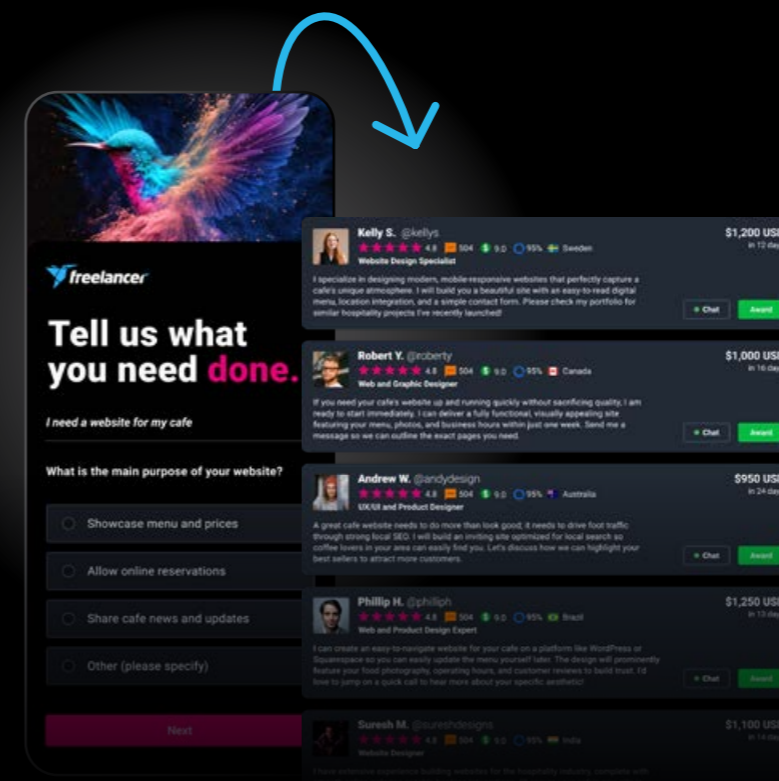 freelancer
Tell us what
you need done.
I need a website for my cafe
What is the main purpose of your website?
Showcase menu and prices
Allow online reservations
Share cafe news and updates
Other (please specify)
Next
Kelly S. @kellys
4.8 504 $ 9.0 95% Sweden
Website Design Specialist
I specialize in designing modern, mobile-responsive websites that perfectly capture a
cafe's unique atmosphere. I will build you a beautiful site with an easy-to-read digital
menu, location integration, and a simple contact form. Please check my portfolio for
similar hospitality projects I've recently launched!
$1,200 USD
in 12 day
Chat
Award
Robert Y. @roberty
4.8 504 $ 9.0 95% Canada
Web and Graphic Designer
If you need your cafe's website up and running quickly without sacrificing quality, I am
ready to start immediately. I can deliver a fully functional, visually appealing site
featuring your menu, photos, and business hours within just one week. Send me a
message so we can outline the exact pages you need.
$1,000 USD
in 16 day
Chat
Award
Andrew W. @andydesign
4.8 504 $ 9.0 95% Australia
UX/UI and Product Designer
A great cafe website needs to do more than look good; it needs to drive foot traffic
through strong local SEO. I will build an inviting site optimized for local search so
coffee lovers in your area can easily find you. Let's discuss how we can highlight your
best sellers to attract more customers.
$950 USD
in 24 day
Chat
Award
Phillip H. @philliph
4.8 504 $ 9.0 95% Brazil
Web and Product Design Expert
I can create an easy-to-navigate website for your cafe on a platform like WordPress or
Squarespace so you can easily update the menu yourself later. The design will prominently
feature your food photography, operating hours, and customer reviews to build trust. I'd
love to jump on a quick call to hear more about your specific aesthetic!
$1,250 USD
in 13 day
Chat
Award
Suresh M. @sureshdesigns
4.8 504 $ 9.0 95% India
Website Designer
I have extensive experience building websites for the hospitality industry, complete with
$1,100 USD
in 14 day